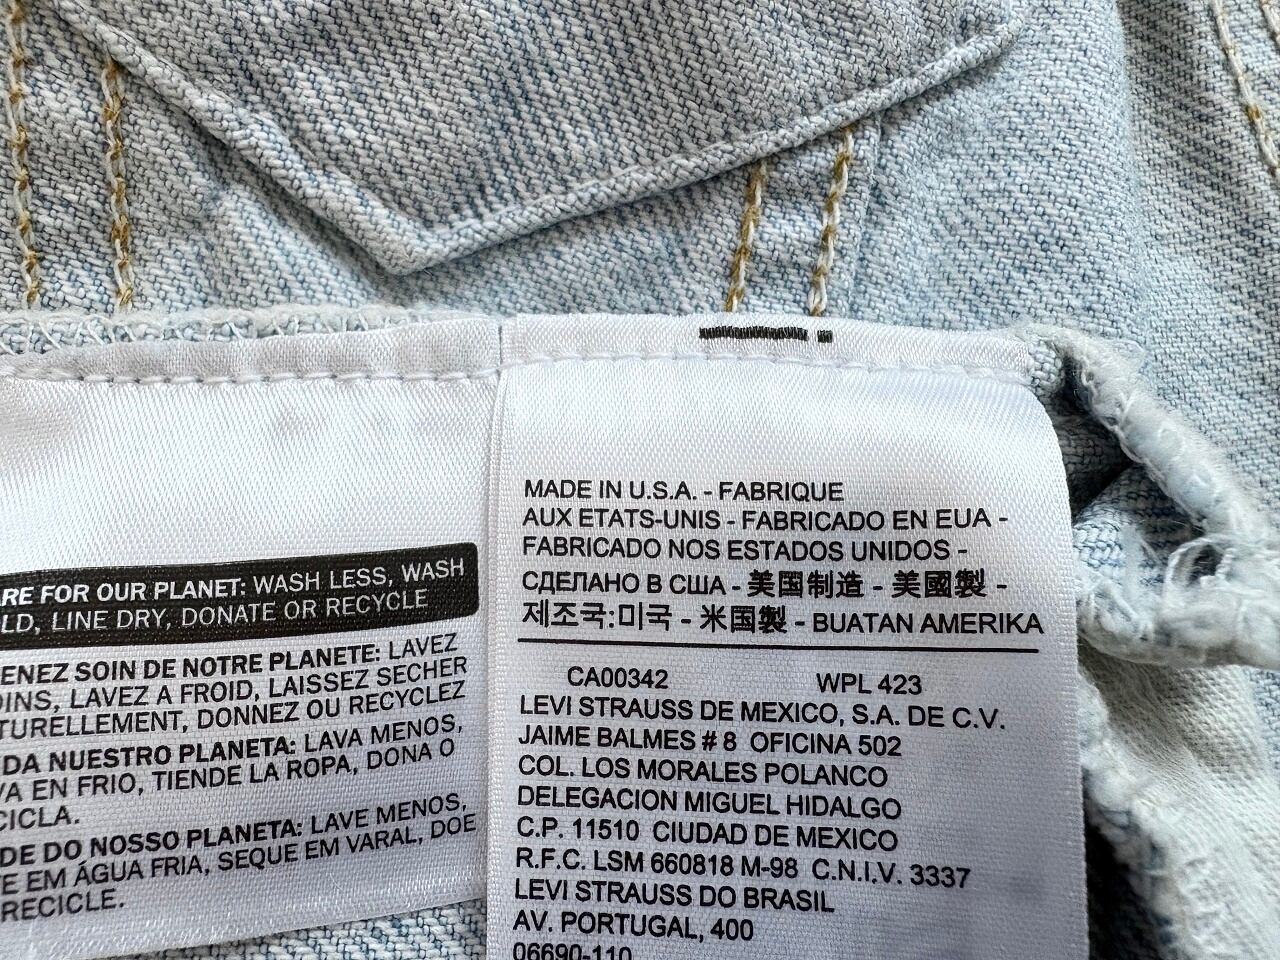 RE FOR OUR PLANET: WASH LESS, WASH
LD, LINE DRY, DONATE OR RECYCLE
ENEZ SOIN DE NOTRE PLANETE: LAVEZ
OINS, LAVEZ A FROID, LAISSEZ SECHER
TURELLEMENT, DONNEZ OU RECYCLEZ
DA NUESTRO PLANETA: LAVA MENOS,
VA EN FRIO, TIENDE LA ROPA, DONA O
CICLA.
DE DO NOSSO PLANETA: LAVE MENOS,
E EM ÁGUA FRIA, SEQUE EM VARAL, DOE
RECICLE.
MADE IN U.S.A. - FABRIQUE
AUX ETATS-UNIS - FABRICADO EN EUA -
FABRICADO NOS ESTADOS UNIDOS -
СДЕЛАНО В США - 美国制造 - 美國製 -
제조국:미국 - 米国製 - BUATAN AMERIKA
CA00342 WPL 423
LEVI STRAUSS DE MEXICO, S.A. DE C.V.
JAIME BALMES # 8 OFICINA 502
COL. LOS MORALES POLANCO
DELEGACION MIGUEL HIDALGO
C.P. 11510 CIUDAD DE MEXICO
R.F.C. LSM 660818 M-98 C.N.I.V. 3337
LEVI STRAUSS DO BRASIL
AV. PORTUGAL, 400
06690-110